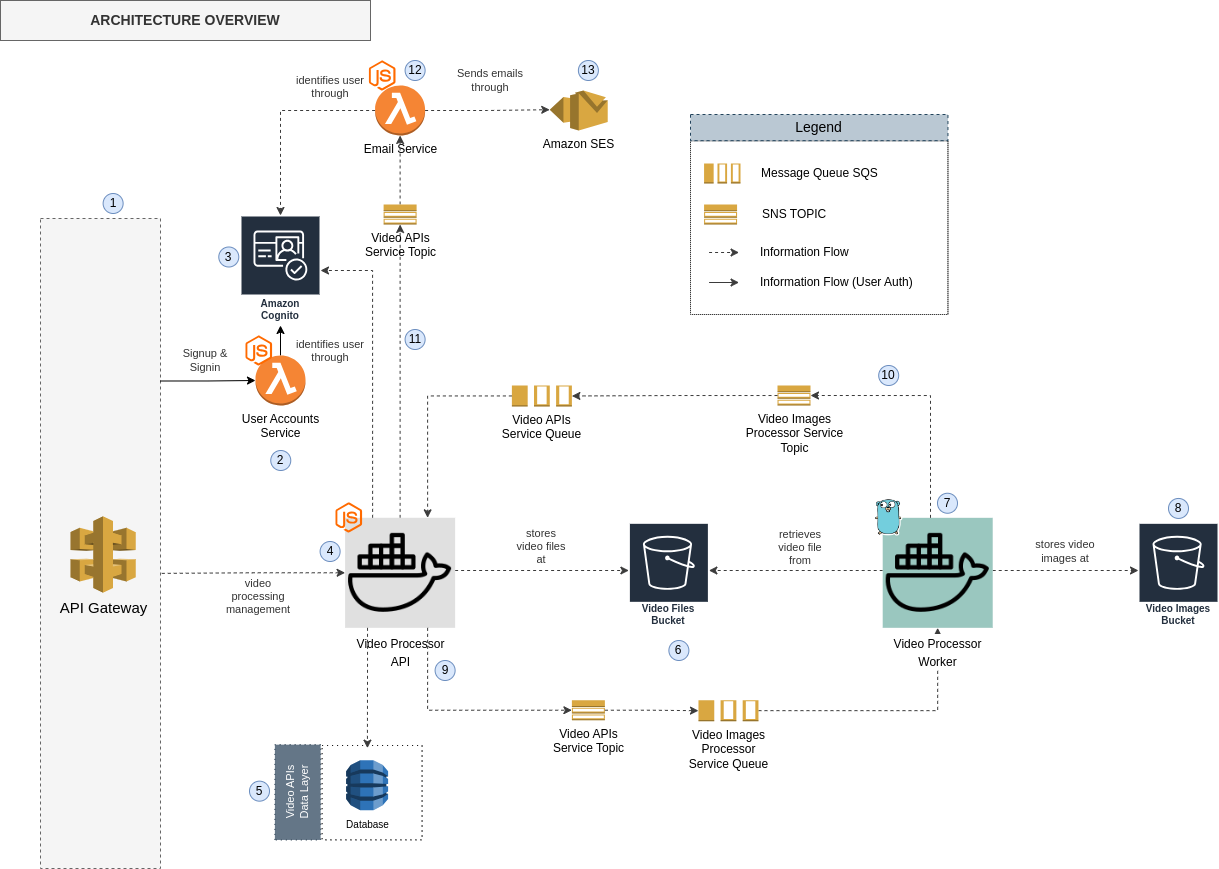 ARCHITECTURE OVERVIEW
12
13
JS
identifies user
through
Sends emails
through
Email Service
Amazon SES
Legend
Message Queue SQS
SNS TOPIC
Information Flow
Information Flow (User Auth)
1
Video APIs
Service Topic
3
Amazon
Cognito
11
JS
identifies user
through
Signup &
Signin
User Accounts
Service
2
10
Video APIs
Service Queue
Video Images
Processor Service
Topic
JS
4
7
8
stores
video files
at
retrieves
video file
from
stores video
images at
API Gateway
video
processing
management
Video Files
Bucket
Video Images
Bucket
6
Video Processor
API
9
Video Processor
Worker
Video APIs
Service Topic
Video Images
Processor
Service Queue
5
Video APIs
Data Layer
Database